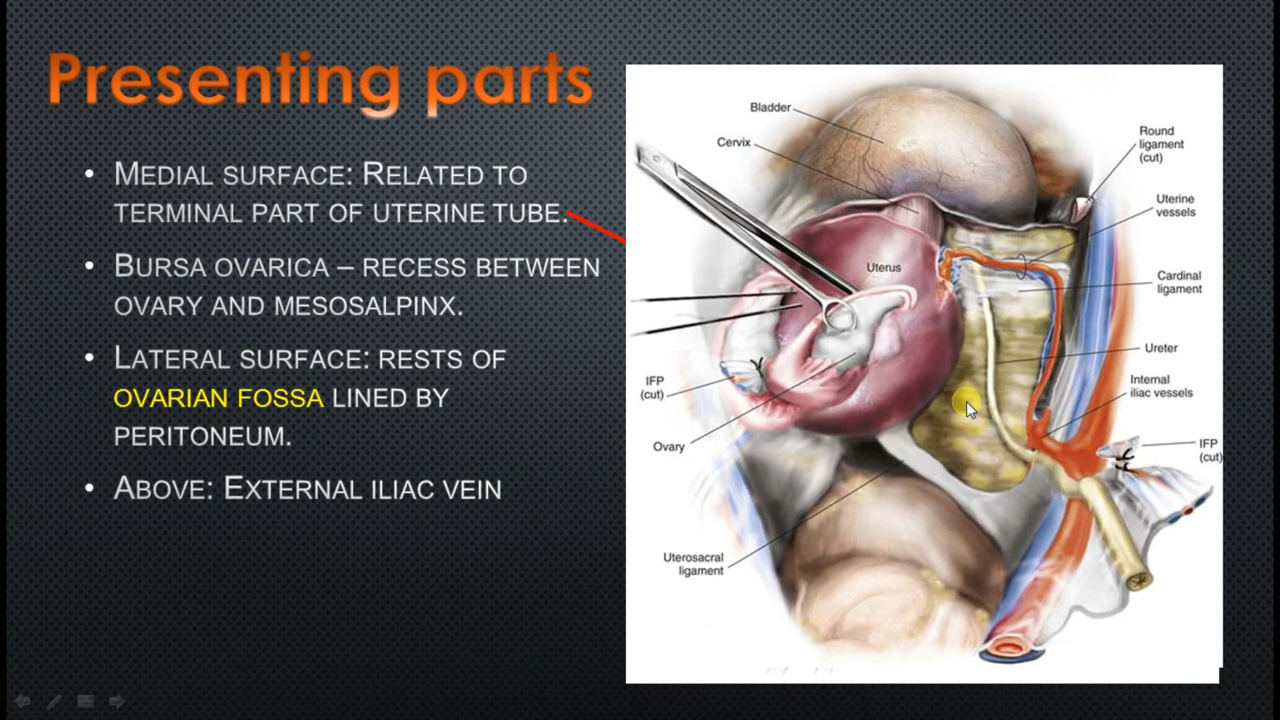 Presenting parts
• MEDIAL SURFACE: RELATED TO
TERMINAL PART OF UTERINE TUBE.
• BURSA OVARICA – RECESS BETWEEN
OVARY AND MESOSALPINX.
• LATERAL SURFACE: RESTS OF
OVARIAN FOSSA LINED BY
PERITONEUM.
• ABOVE: EXTERNAL ILIAC VEIN
Bladder
Cervix
Round
ligament
(cut)
Uterine
vessels
Uterus
Cardinal
ligament
Ureter
IFP
(cut)
Internal
iliac vessels
Ovary
IFP
(cut)
Uterosacral
ligament